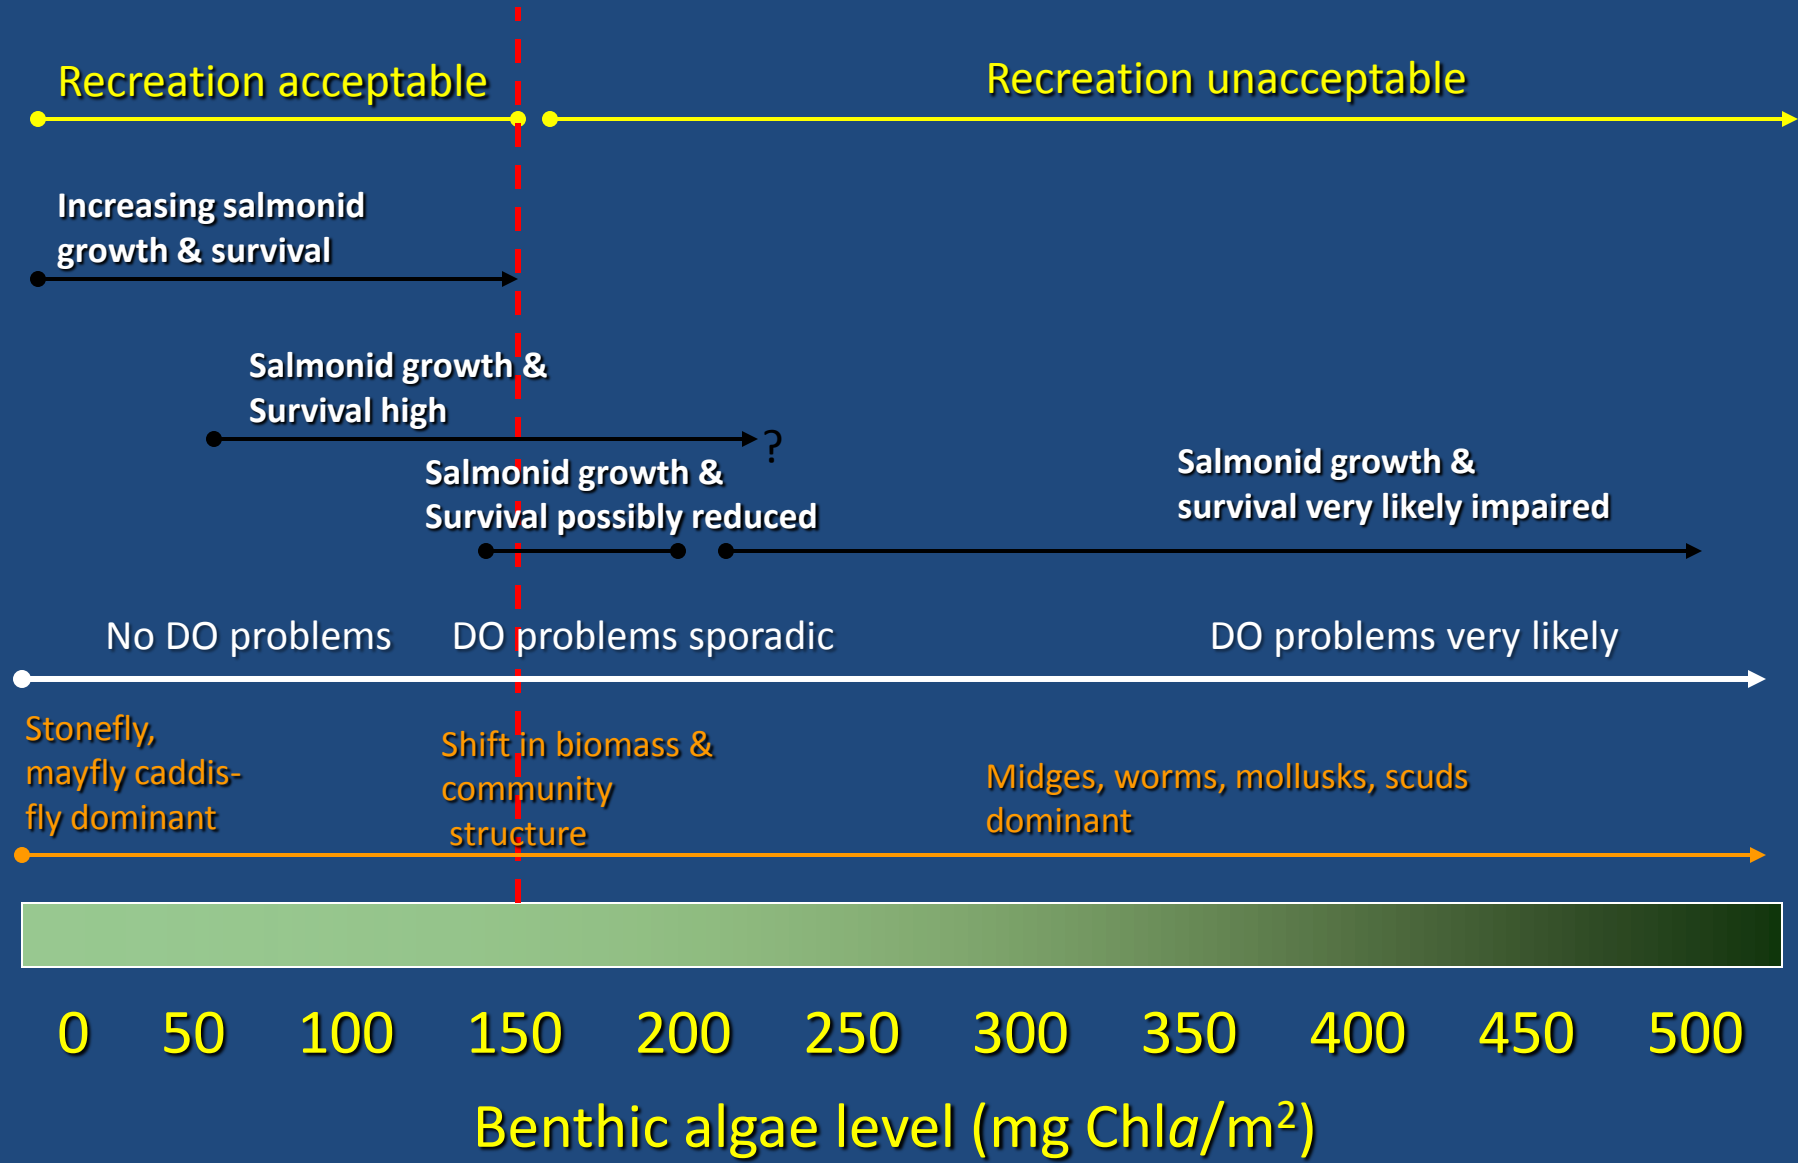 Recreation acceptable
Recreation unacceptable
Increasing salmonid
growth & survival
Salmonid growth &
Survival high
?
Salmonid growth &
Survival possibly reduced
Salmonid growth &
survival very likely impaired
No DO problems
DO problems sporadic
DO problems very likely
Stonefly,
mayfly caddis-
fly dominant
Shift in biomass &
community
structure
Midges, worms, mollusks, scuds
dominant
0 50 100 150 200 250 300 350 400 450 500
Benthic algae level (mg Chla/m²)